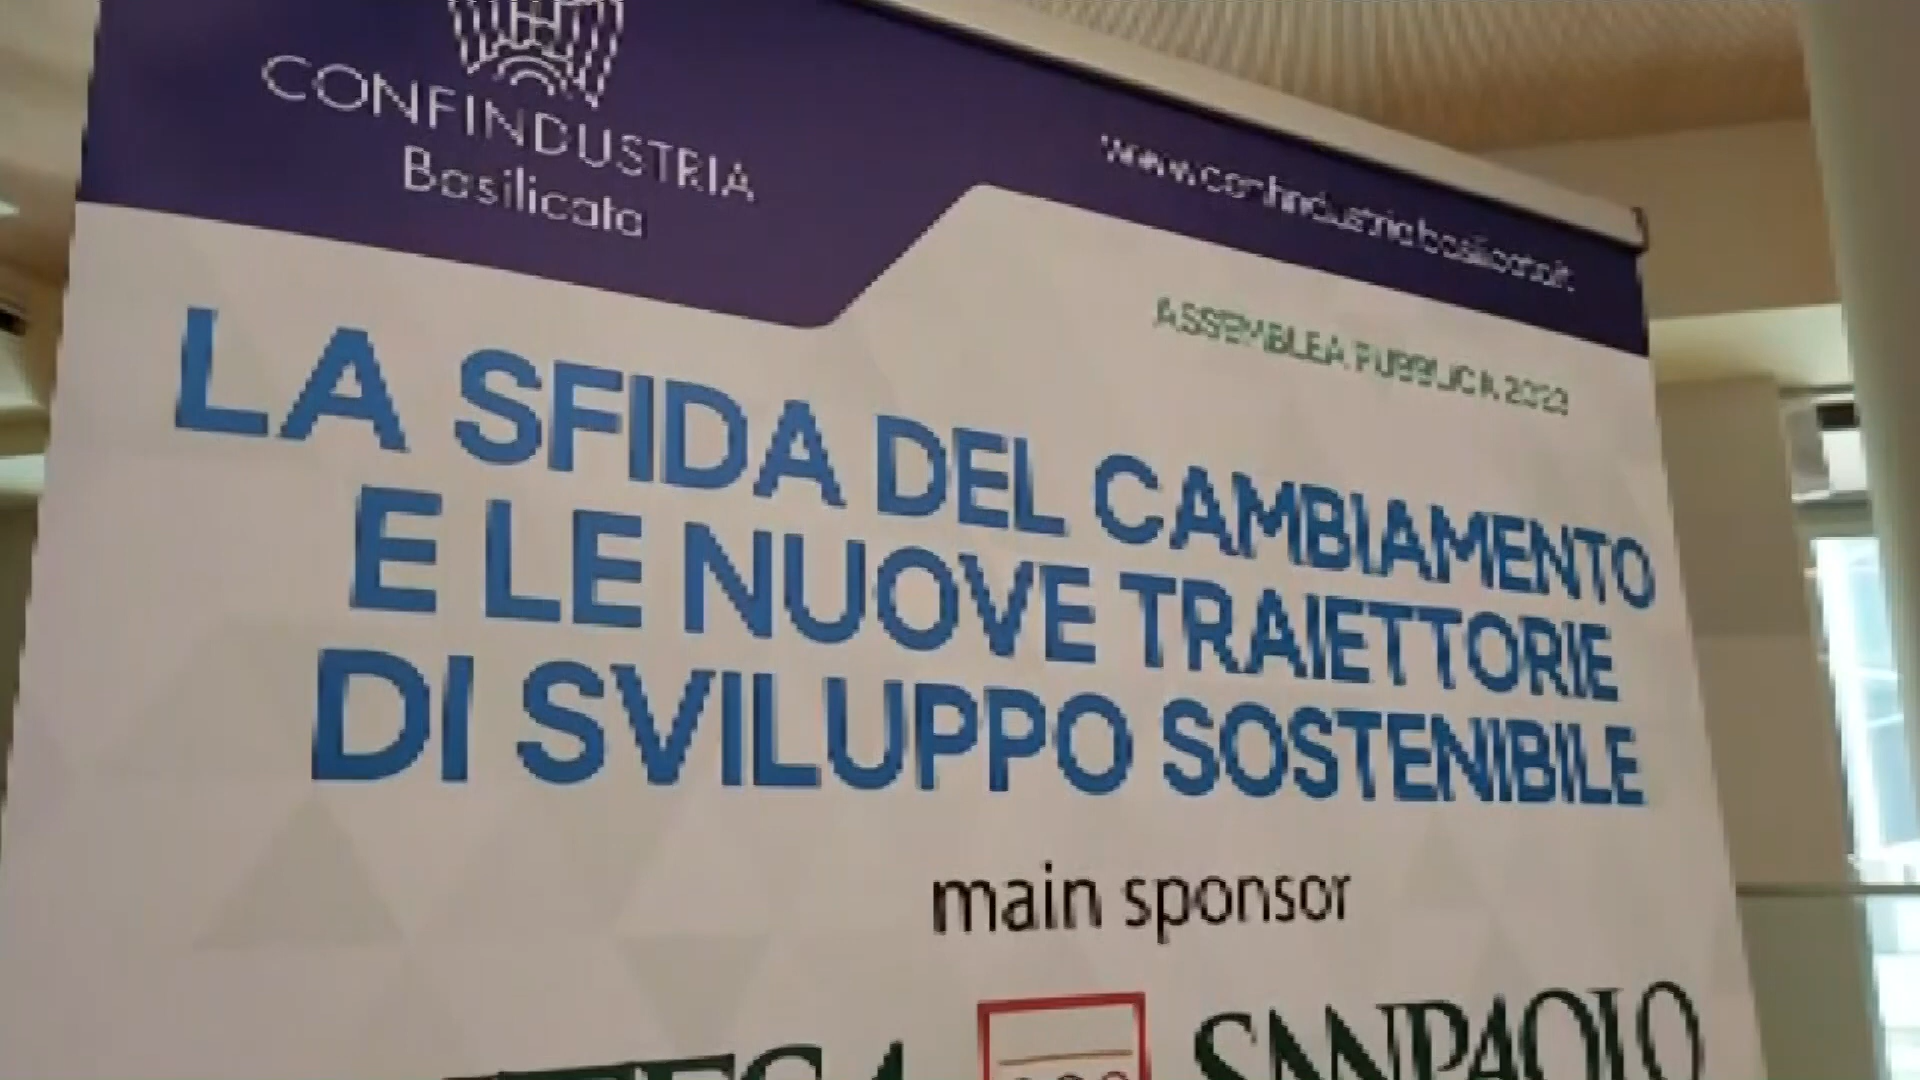 CONFINDUSTRIA
Basilicata
www.confindustriabasilicata.it
ASSEMBLEA PUBBLICA 2023
LA SFIDA DEL CAMBIAMENTO
E LE NUOVE TRAIETTORIE
DI SVILUPPO SOSTENIBILE
main sponsor
SANPAOLO